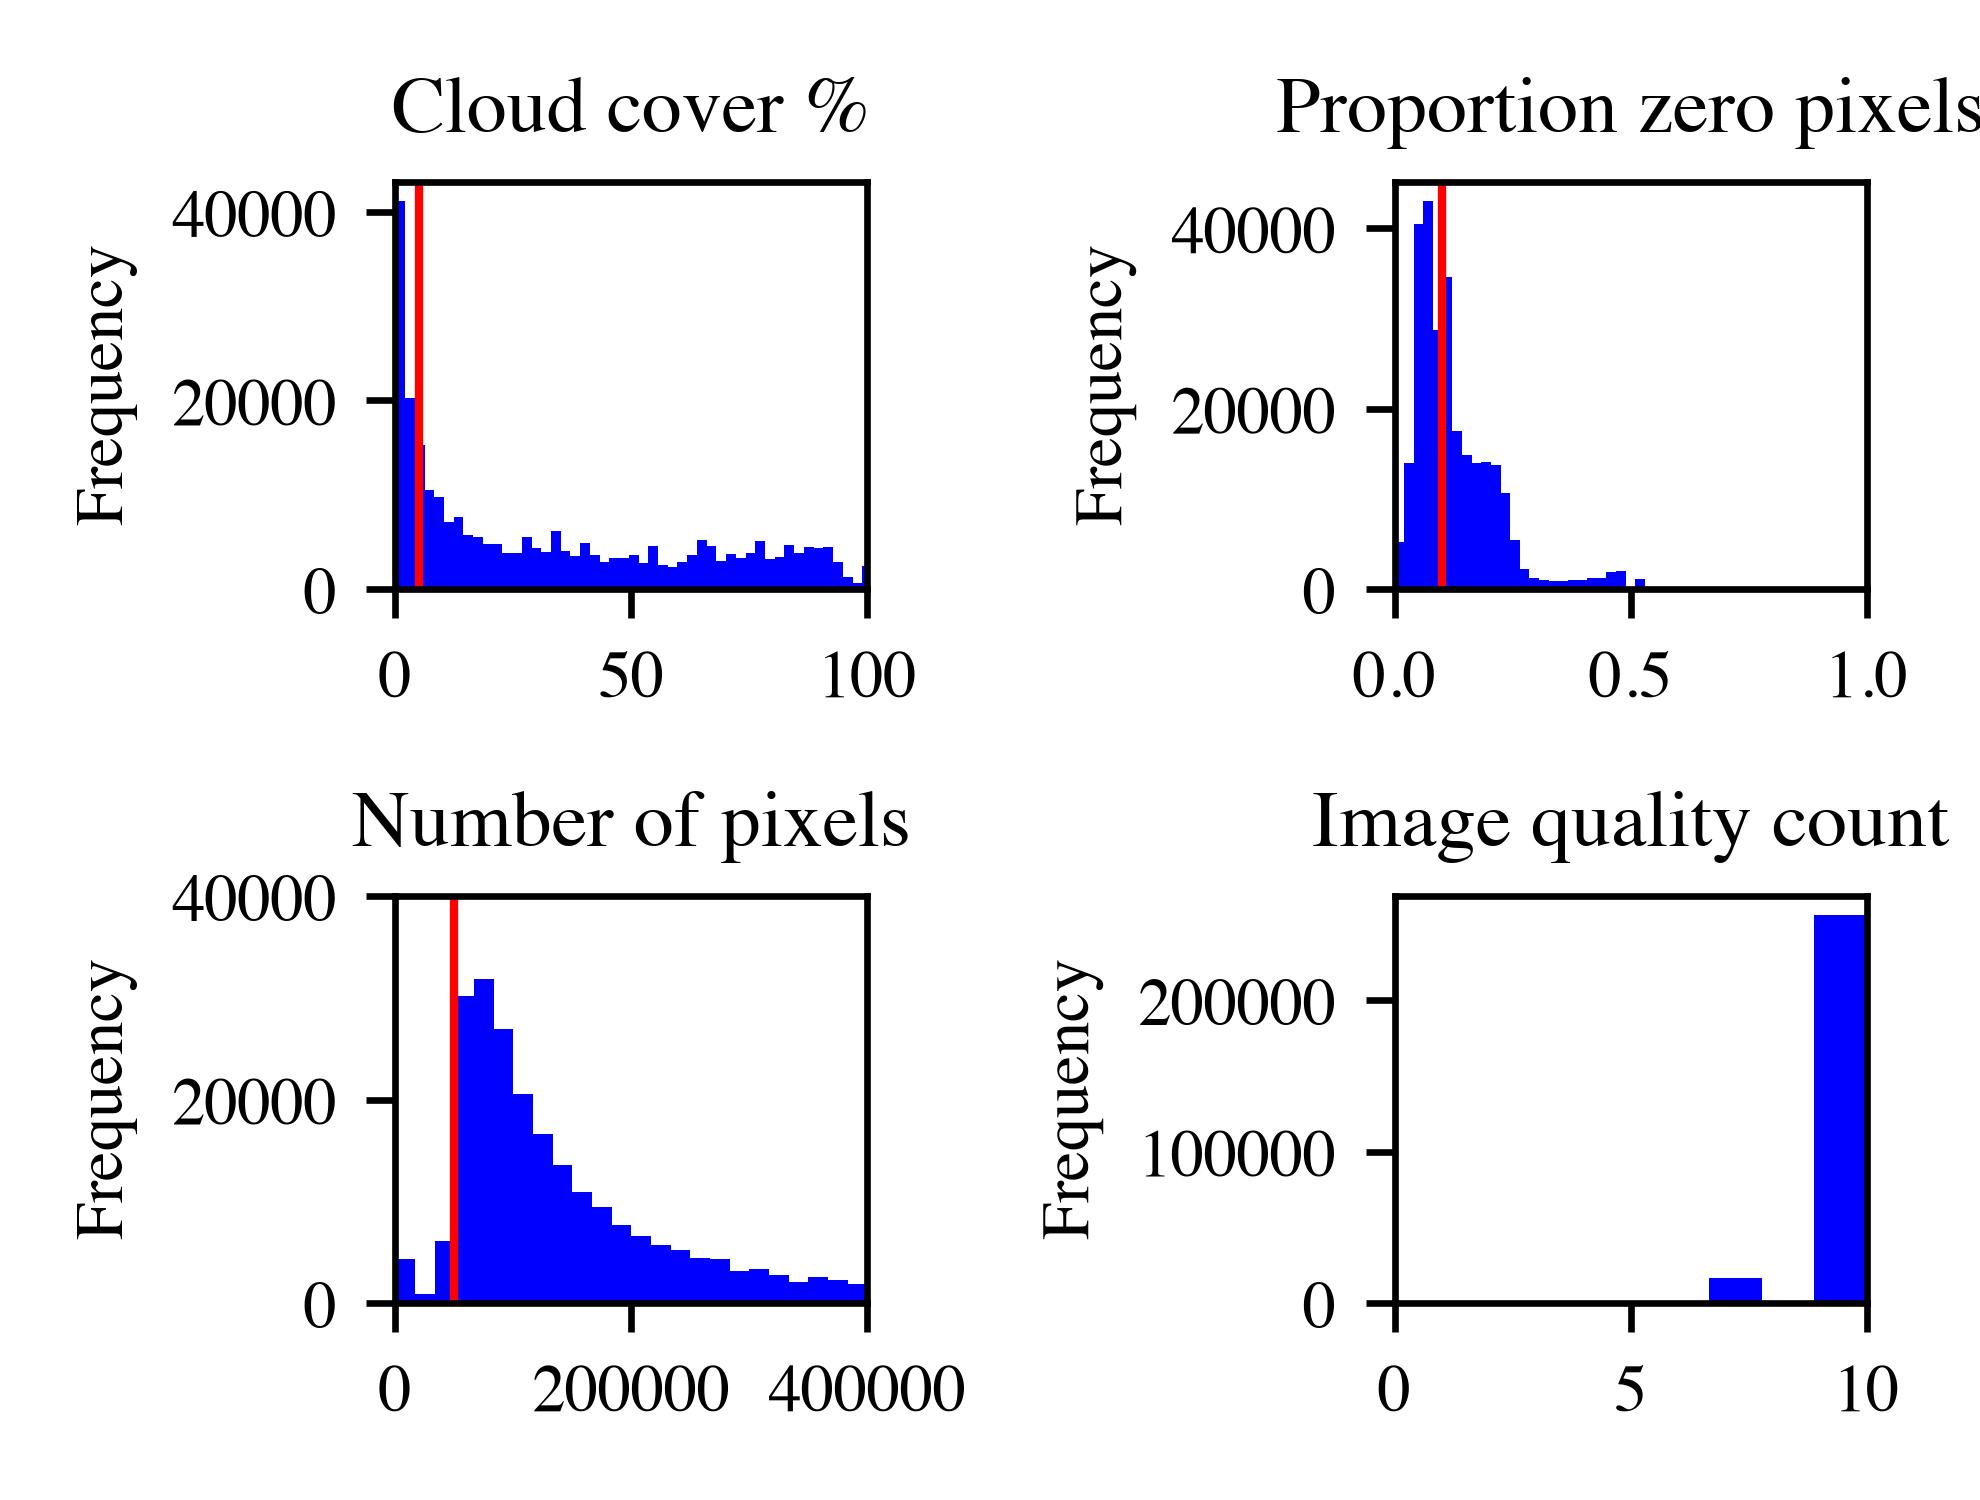 Cloud cover %
Frequency
40000
20000
0
0 50 100
Proportion zero pixels
Frequency
40000
20000
0
0.0 0.5 1.0
Number of pixels
Frequency
40000
20000
0
0 200000 400000
Image quality count
Frequency
200000
100000
0
0 5 10